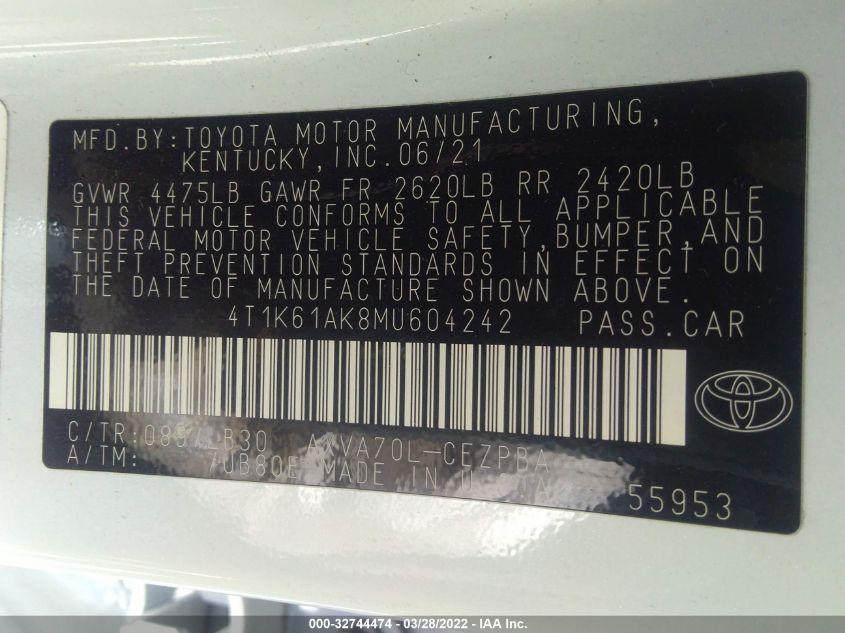 MFD.BY:TOYOTA MOTOR MANUFACTURING,
KENTUCKY,INC.06/21
GVWR 4475LB GAWR FR 2620LB RR 2420LB
THIS VEHICLE CONFORMS TO ALL APPLICABLE
FEDERAL MOTOR VEHICLE SAFETY,BUMPER,AND
THEFT PREVENTION STANDARDS IN EFFECT ON
THE DATE OF MANUFACTURE SHOWN ABOVE.
4T1K61AK8MU604242 PASS.CAR
C/TR: B30 AXVA70L-CEZPBA
A/TM: UB80E MADE IN
55953
000-32744474 - 03/28/2022 - IAA Inc.